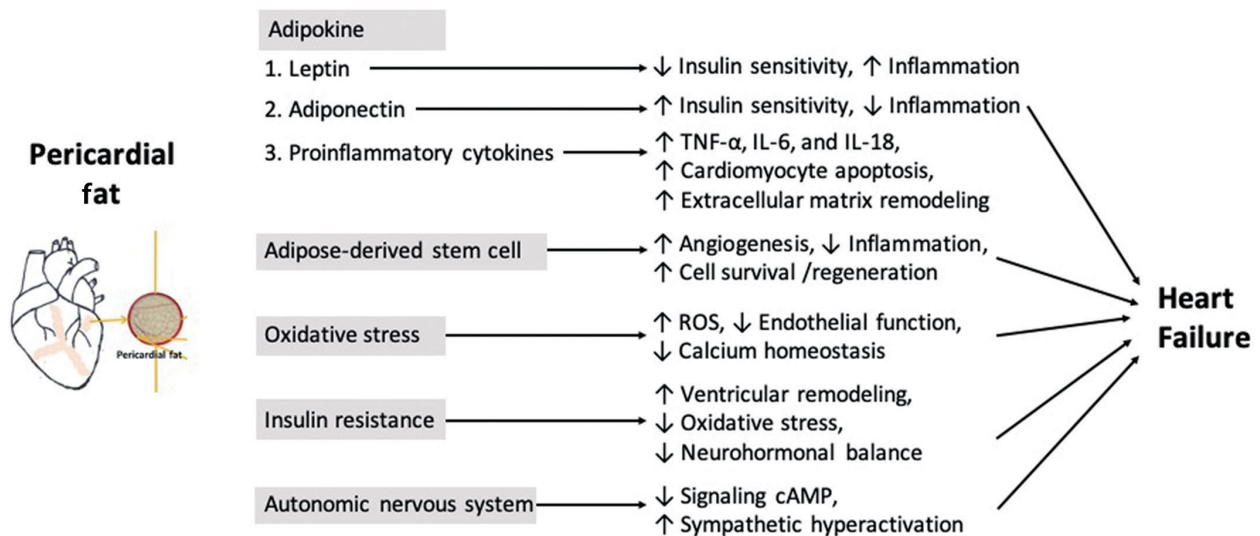 Pericardial
fat
Pericardial fat
Adipokine
1. Leptin
↓ Insulin sensitivity, ↑ Inflammation
2. Adiponectin
↑ Insulin sensitivity, ↓ Inflammation
3. Proinflammatory cytokines
↑ TNF-α, IL-6, and IL-18,
↑ Cardiomyocyte apoptosis,
↑ Extracellular matrix remodeling
Adipose-derived stem cell
↑ Angiogenesis, ↓ Inflammation,
↑ Cell survival /regeneration
Oxidative stress
↑ ROS, ↓ Endothelial function,
↓ Calcium homeostasis
Insulin resistance
↑ Ventricular remodeling,
↓ Oxidative stress,
↓ Neurohormonal balance
Autonomic nervous system
↓ Signaling cAMP,
↑ Sympathetic hyperactivation
Heart
Failure